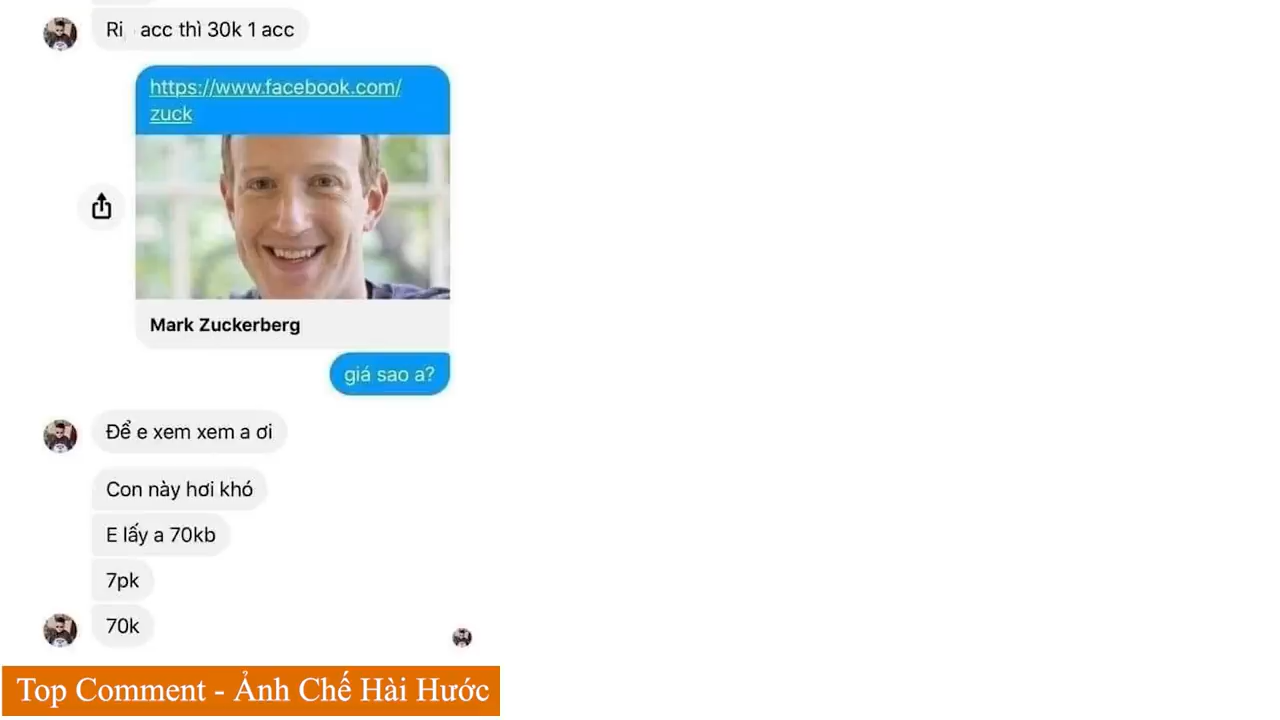 Ri acc thì 30k 1 acc
https://www.facebook.com/
zuck
Mark Zuckerberg
giá sao a?
Để e xem xem a ơi
Con này hơi khó
E lấy a 70kb
7pk
70k
Top Comment - Ảnh Chế Hài Hước